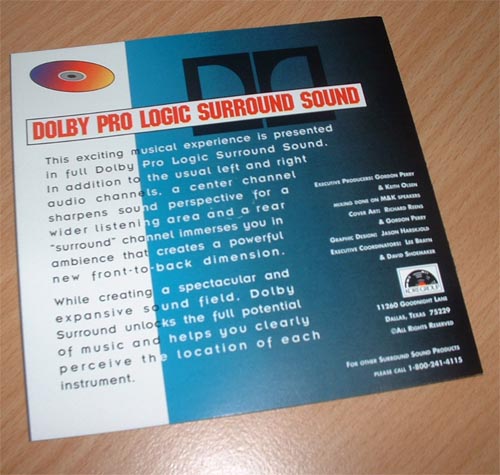 DOLBY PRO LOGIC SURROUND SOUND
This exciting musical experience is presented
in full Dolby Pro Logic Surround Sound.
In addition to the usual left and right
audio channels, a center channel
sharpens sound perspective for a
wider listening area and a rear
"surround" channel immerses you in
ambience that creates a powerful
new front-to-back dimension.
While creating a spectacular and
expansive sound field, Dolby
Surround unlocks the full potential
of music and helps you clearly
perceive the location of each
instrument.
Executive Producers: Gordon Perry
& Keith Olsen
mixing done on M&K speakers
Cover Art: Richard Reens
& Gordon Perry
Graphic Design: Jason Harskjold
Executive Coordinators: Les Bratin
& David Shoemaker
11260 Goodnight Lane
Dallas, Texas 75229
©All Rights Reserved
For other Surround Sound Products
please call 1-800-241-4115